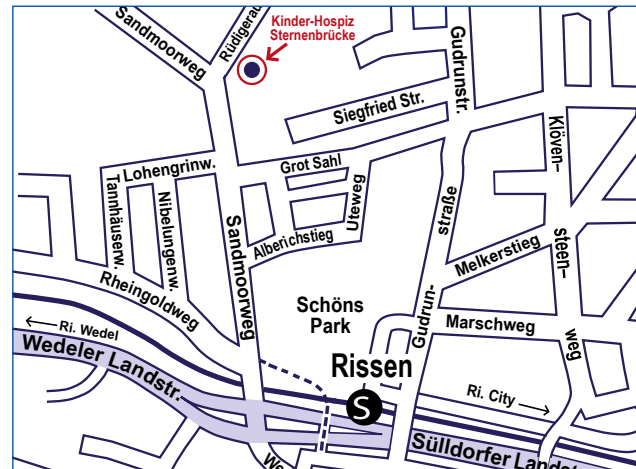 Sandmoorweg
Rüdigerau
Kinder-Hospiz
Sternenbrücke
Gudrunstr.
Siegfried Str.
Klöven–
Lohengrinw.
Grot Sahl
Tannhäuserw.
Nibelungenw.
Uteweg
Sandmoorweg
Alberichstieg
straße
Melkerstieg
steen–
Rheingoldweg
Schöns
Park
Gudrun-
Marschweg
weg
Ri. Wedel
Wedeler Landstr.
Rissen
S
Ri. City
We
Sülldorfer Landst